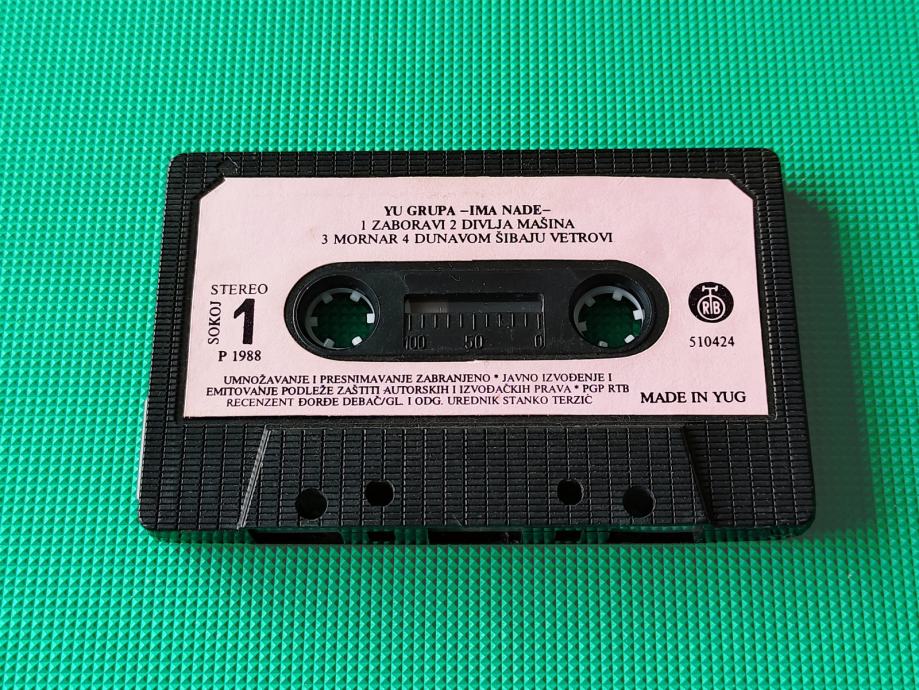 YU GRUPA –IMA NADE–
1 ZABORAVI 2 DIVLJA MAŠINA
3 MORNAR 4 DUNAVOM ŠIBAJU VETROVI
STEREO
SOKOJ
1
P 1988
RTB
510424
100 50 0
UMNOŽAVANJE I PRESNIMAVANJE ZABRANJENO * JAVNO IZVOĐENJE I
EMITOVANJE PODLEŽE ZAŠTITI AUTORSKIH I IZVOĐAČKIH PRAVA * PGP RTB
RECENZENT ĐORĐE DEBAČ/GL. I ODG. UREDNIK STANKO TERZIĆ
MADE IN YUG